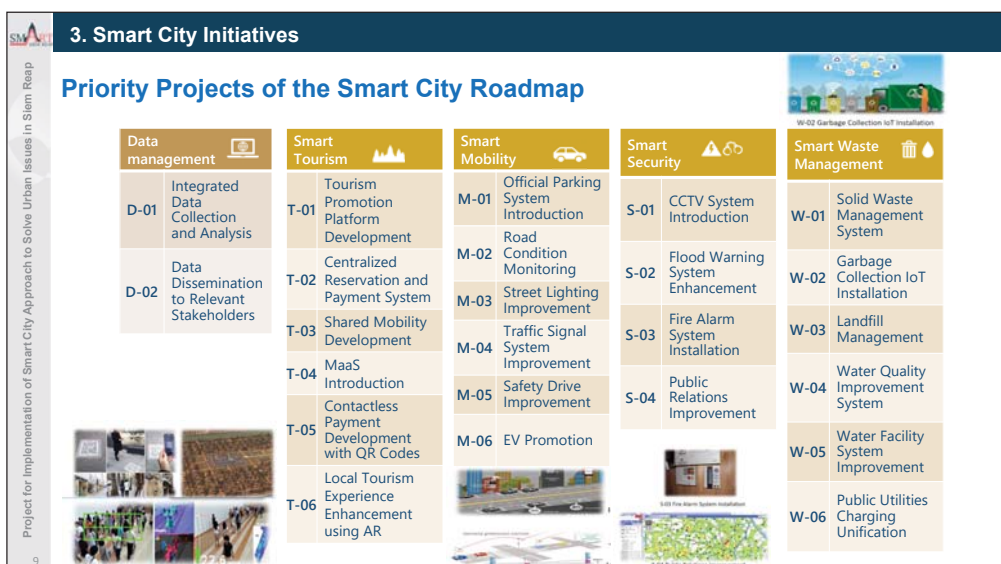 SMART
3. Smart City Initiatives
Project for Implementation of Smart City Approach to Solve Urban Issues in Siem Reap
Priority Projects of the Smart City Roadmap
W-02 Garbage Collection IoT Installation
Data
management
D-01
Integrated
Data
Collection
and Analysis
D-02
Data
Dissemination
to Relevant
Stakeholders
Smart
Tourism
T-01
Tourism
Promotion
Platform
Development
T-02
Centralized
Reservation and
Payment System
T-03
Shared Mobility
Development
T-04
MaaS
Introduction
T-05
Contactless
Payment
Development
with QR Codes
T-06
Local Tourism
Experience
Enhancement
using AR
Smart
Mobility
M-01
Official Parking
System
Introduction
M-02
Road
Condition
Monitoring
M-03
Street Lighting
Improvement
M-04
Traffic Signal
System
Improvement
M-05
Safety Drive
Improvement
M-06
EV Promotion
Smart
Security
S-01
CCTV System
Introduction
S-02
Flood Warning
System
Enhancement
S-03
Fire Alarm
System
Installation
S-04
Public
Relations
Improvement
S-03 Fire Alarm System Installation
Smart Waste
Management
W-01
Solid Waste
Management
System
W-02
Garbage
Collection IoT
Installation
W-03
Landfill
Management
W-04
Water Quality
Improvement
System
W-05
Water Facility
System
Improvement
W-06
Public Utilities
Charging
Unification
9